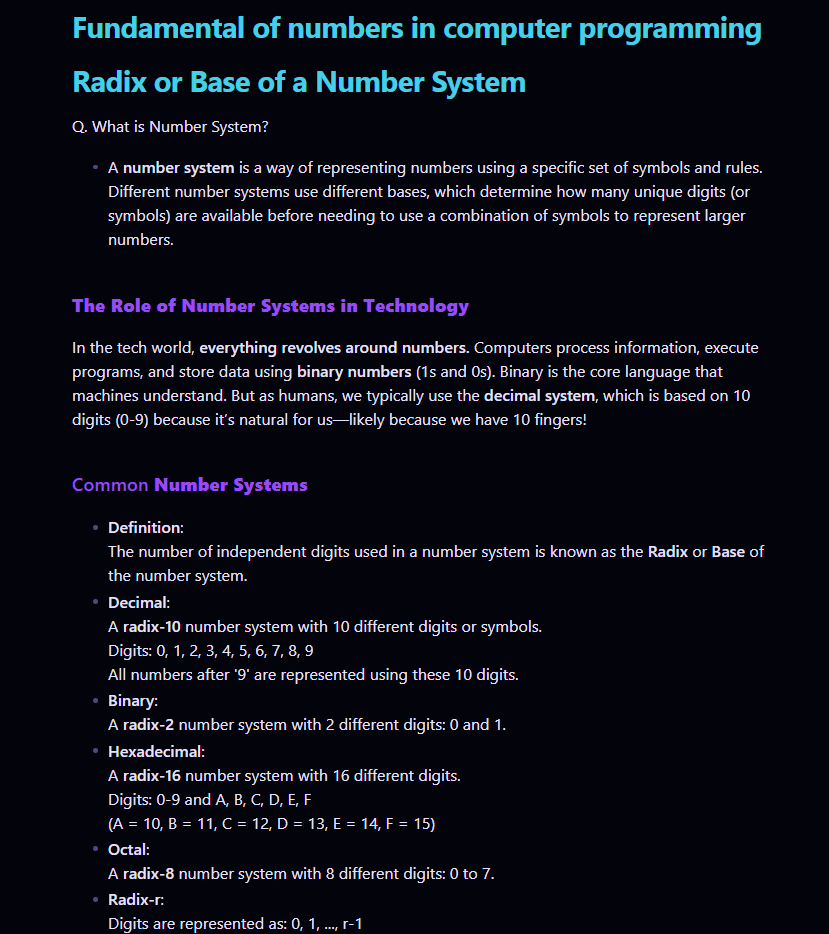 Fundamental of numbers in computer programming
Radix or Base of a Number System
Q. What is Number System?
• A number system is a way of representing numbers using a specific set of symbols and rules.
Different number systems use different bases, which determine how many unique digits (or
symbols) are available before needing to use a combination of symbols to represent larger
numbers.
The Role of Number Systems in Technology
In the tech world, everything revolves around numbers. Computers process information, execute
programs, and store data using binary numbers (1s and 0s). Binary is the core language that
machines understand. But as humans, we typically use the decimal system, which is based on 10
digits (0-9) because it's natural for us—likely because we have 10 fingers!
Common Number Systems
• Definition:
The number of independent digits used in a number system is known as the Radix or Base of
the number system.
• Decimal:
A radix-10 number system with 10 different digits or symbols.
Digits: 0, 1, 2, 3, 4, 5, 6, 7, 8, 9
All numbers after '9' are represented using these 10 digits.
• Binary:
A radix-2 number system with 2 different digits: 0 and 1.
• Hexadecimal:
A radix-16 number system with 16 different digits.
Digits: 0-9 and A, B, C, D, E, F
(A = 10, B = 11, C = 12, D = 13, E = 14, F = 15)
• Octal:
A radix-8 number system with 8 different digits: 0 to 7.
• Radix-r:
Digits are represented as: 0, 1, ..., r-1